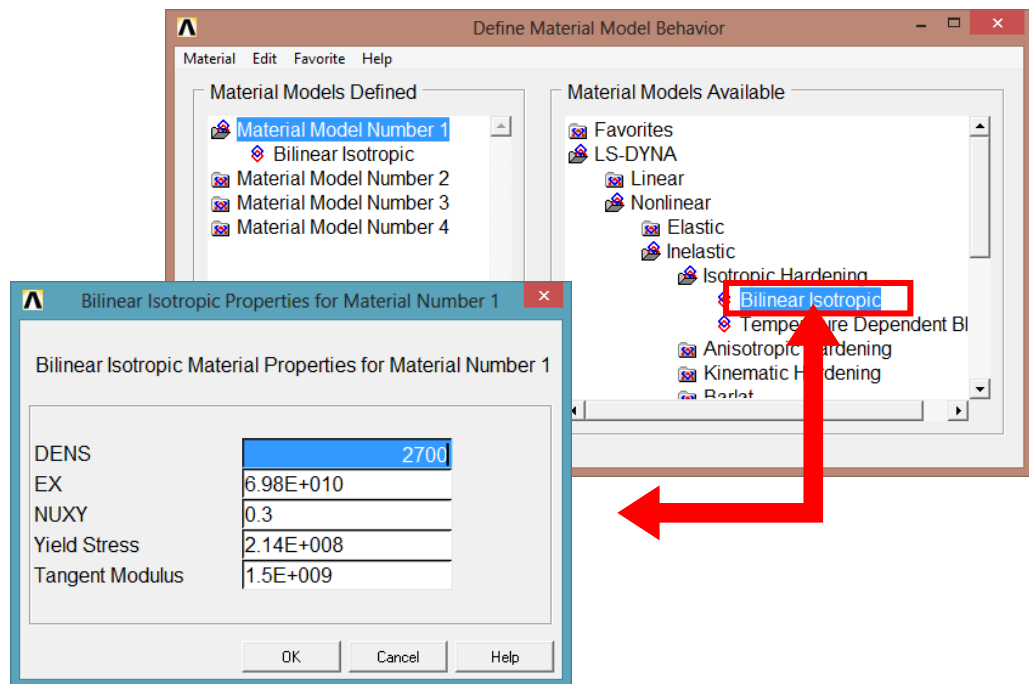 Define Material Model Behavior
Material Edit Favorite Help
Material Models Defined
Material Model Number 1
Bilinear Isotropic
Material Model Number 2
Material Model Number 3
Material Model Number 4
Material Models Available
Favorites
LS-DYNA
Linear
Nonlinear
Elastic
Inelastic
Isotropic Hardening
Bilinear Isotropic
Dependent BI
Anisotropic
Kinematic
Barlat
Bilinear Isotropic Properties for Material Number 1
Bilinear Isotropic Material Properties for Material Number 1
DENS 2700
EX 6.98E+010
NUXY 0.3
Yield Stress 2.14E+008
Tangent Modulus 1.5E+009
OK Cancel Help